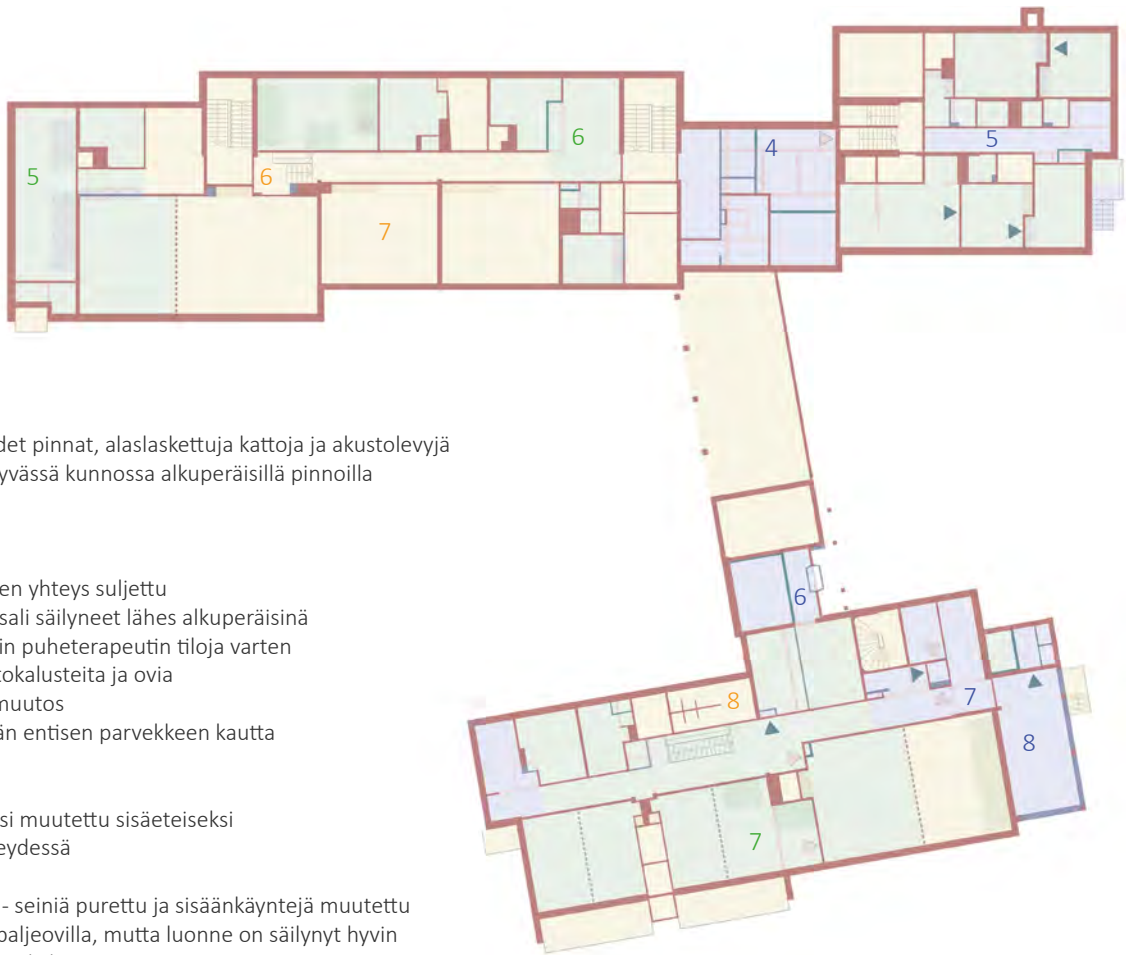 5
6
6
7
4
5
det pinnat, alaslaskettuja kattoja ja akustolevyjä
yvässä kunnossa alkuperäisillä pinnoilla
en yhteys suljettu
sali säilyneet lähes alkuperäisinä
in puheterapeutin tiloja varten
tokalusteita ja ovia
muutos
än entisen parvekkeen kautta
si muutettu sisäeteiseksi
eydessä
- seiniä purettu ja sisäänkäyntejä muutettu
paljeovilla, mutta luonne on säilynyt hyvin
6
8
7
8
7